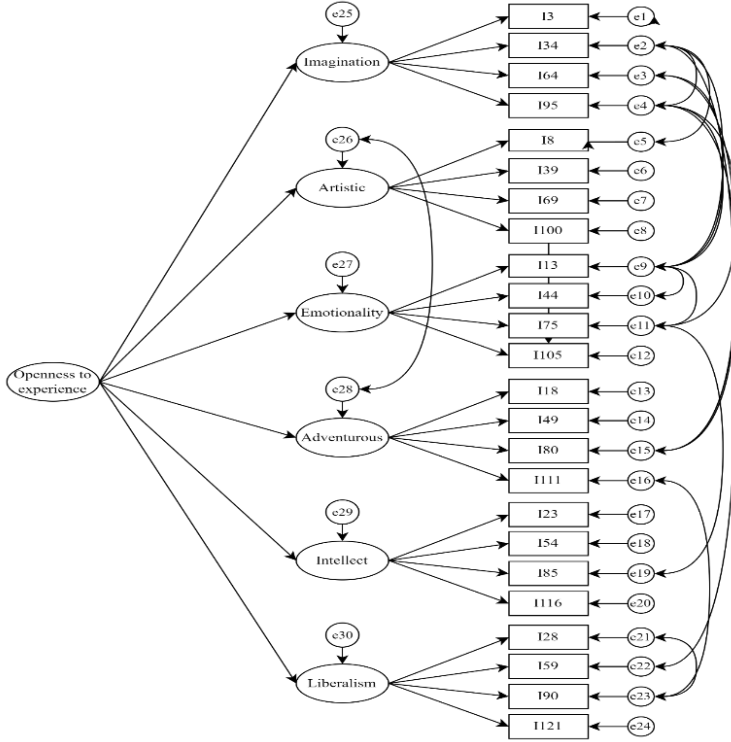 e25
I3
e1
I34
e2
Imagination
I64
e3
I95
e4
e26
I8
e5
I39
e6
Artistic
I69
e7
I100
e8
e27
I13
e9
I44
e10
Emotionality
I75
e11
I105
e12
Openness to
experience
e28
I18
e13
I49
e14
Adventurous
I80
e15
I111
e16
e29
I23
e17
I54
e18
Intellect
I85
e19
I116
e20
e30
I28
e21
I59
e22
Liberalism
I90
e23
I121
e24